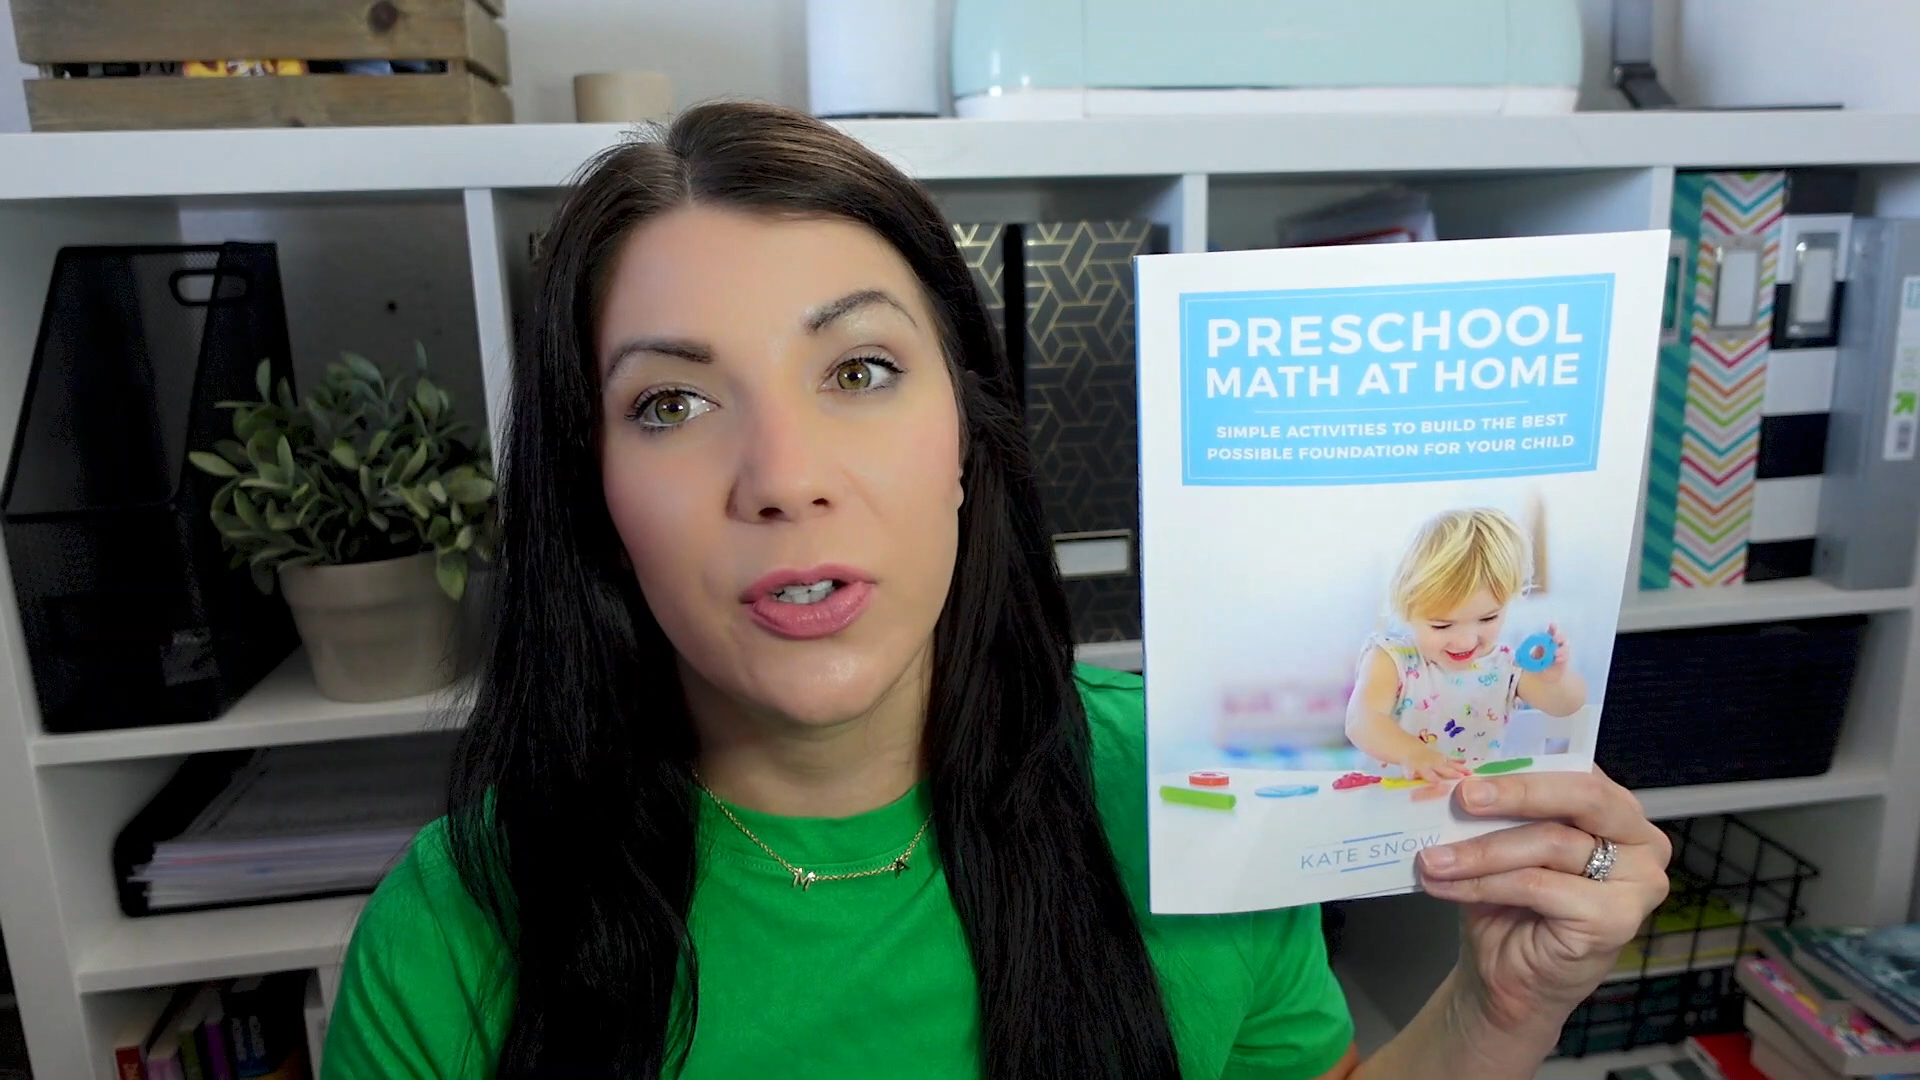 PRESCHOOL
MATH AT HOME
SIMPLE ACTIVITIES TO BUILD THE BEST
POSSIBLE FOUNDATION FOR YOUR CHILD
KATE SNOW
M A